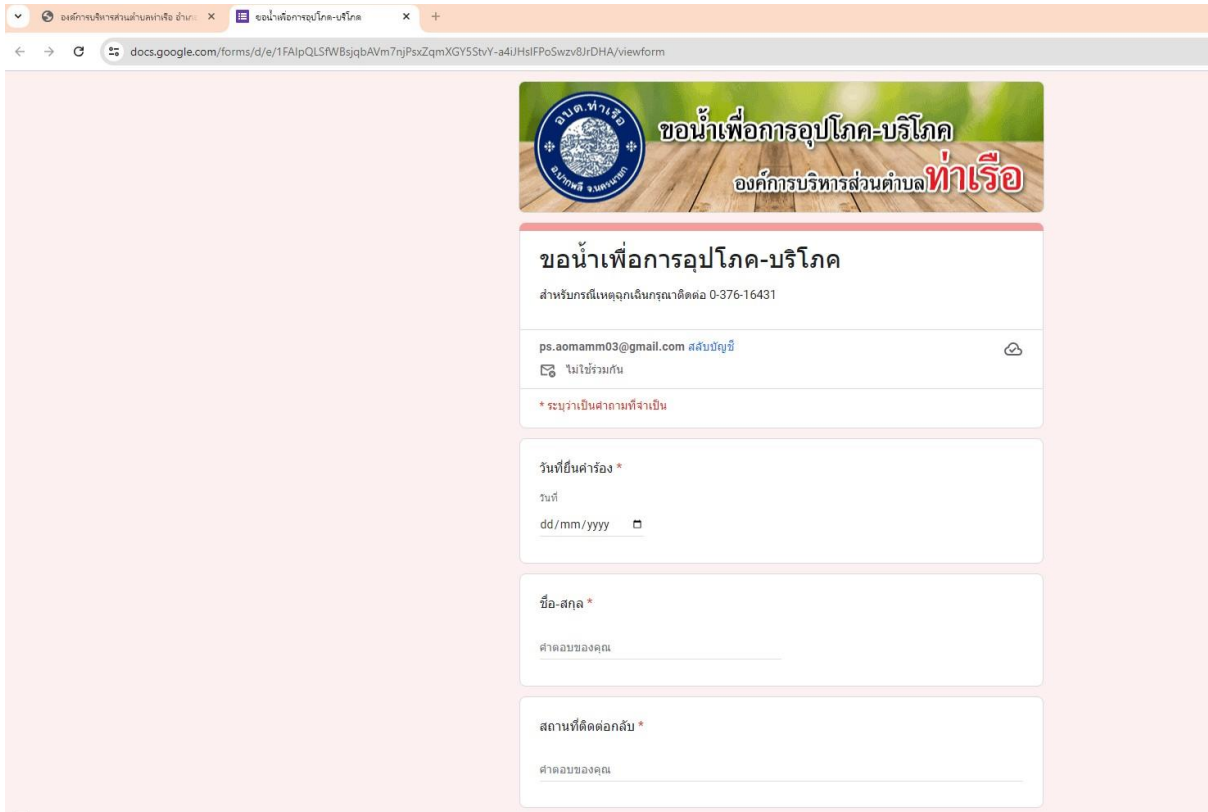 องค์การบริหารส่วนตำบลท่าเรือ อำเภ
ขอน้ำเพื่อการอุปโภค-บริโภค
docs.google.com/forms/d/e/1FAIpQLSfWBsjqbAVm7njPsxZqmXGY5StvY-a4iJHsIFPoSwzv8JrDHA/viewform
อบต.ท่าเรือ
อ.ปากพลี จ.นครนายก
ขอน้ำเพื่อการอุปโภค-บริโภค
องค์การบริหารส่วนตำบลท่าเรือ
ขอน้ำเพื่อการอุปโภค-บริโภค
สำหรับกรณีเหตุฉุกเฉินกรุณาติดต่อ 0-376-16431
ps.aomamm03@gmail.com สลับบัญชี
ไม่ใช้ร่วมกัน
* ระบุว่าเป็นคำถามที่จำเป็น
วันที่ยื่นคำร้อง *
วันที่
dd/mm/yyyy
ชื่อ-สกุล *
คำตอบของคุณ
สถานที่ติดต่อกลับ *
คำตอบของคุณ